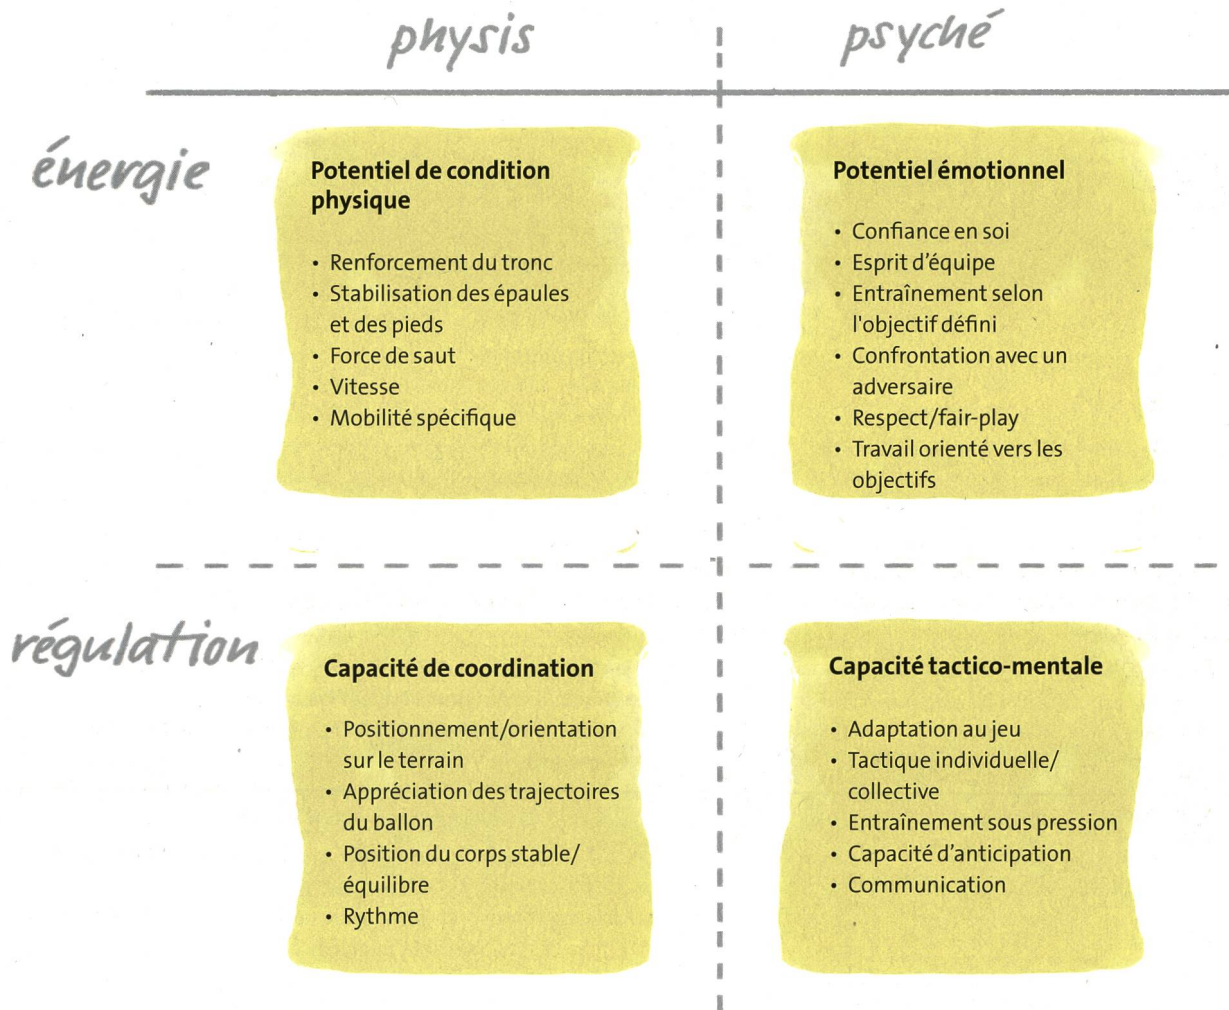 physis
psyché
énergie
Potentiel de condition
physique
• Renforcement du tronc
• Stabilisation des épaules
et des pieds
• Force de saut
• Vitesse
• Mobilité spécifique
Potentiel émotionnel
• Confiance en soi
• Esprit d'équipe
• Entraînement selon
l'objectif défini
• Confrontation avec un
adversaire
• Respect/fair-play
• Travail orienté vers les
objectifs
régulation
Capacité de coordination
• Positionnement/orientation
sur le terrain
• Appréciation des trajectoires
du ballon
• Position du corps stable/
équilibre
• Rythme
Capacité tactico-mentale
• Adaptation au jeu
• Tactique individuelle/
collective
• Entraînement sous pression
• Capacité d'anticipation
• Communication